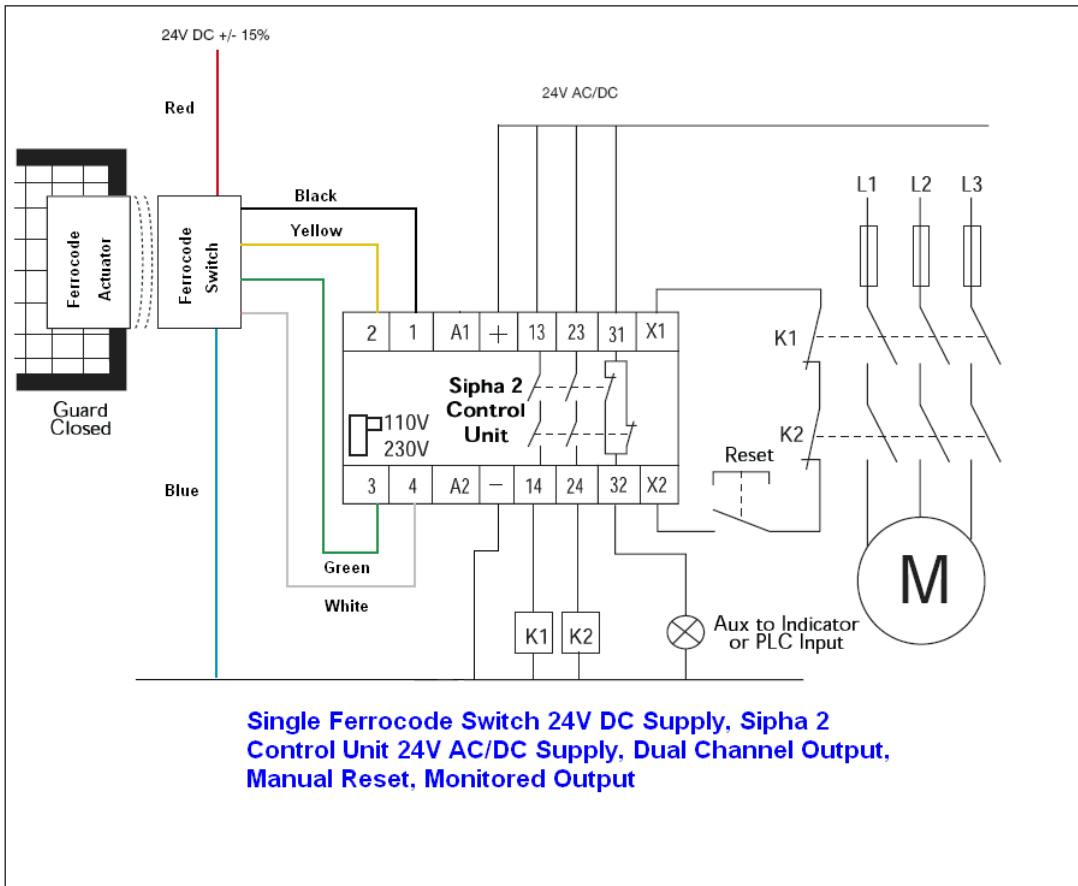 24V DC +/- 15%
Red
24V AC/DC
Black
Yellow
L1 L2 L3
Ferrocode
Actuator
Ferrocode
Switch
2 1 A1 + 13 23 31 X1
K1
Sipha 2
Control
Unit
110V
230V
K2
Guard
Closed
Reset
3 4 A2 − 14 24 32 X2
Blue
Green
White
M
K1 K2
Aux to Indicator
or PLC Input
Single Ferrocode Switch 24V DC Supply, Sipha 2
Control Unit 24V AC/DC Supply, Dual Channel Output,
Manual Reset, Monitored Output